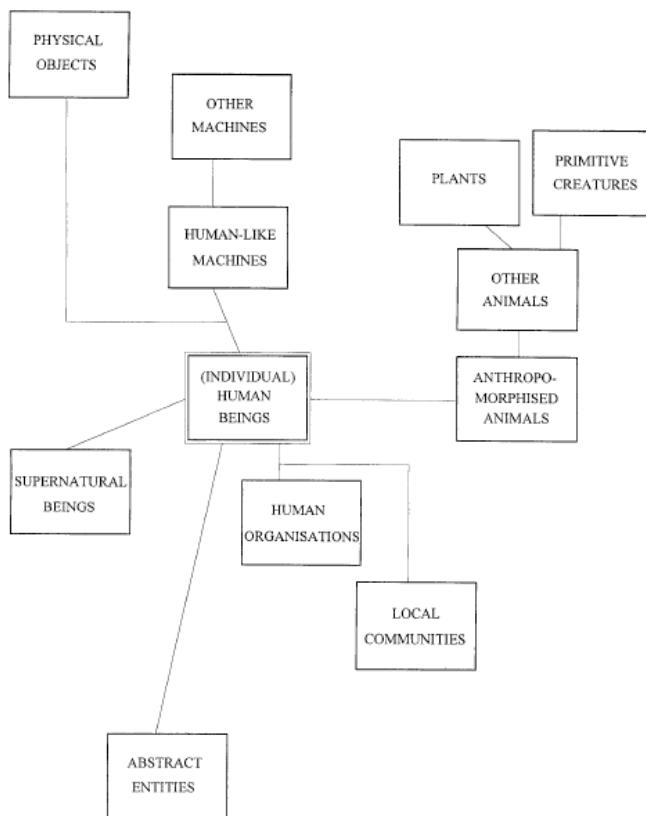 PHYSICAL
OBJECTS
OTHER
MACHINES
PLANTS
PRIMITIVE
CREATURES
HUMAN-LIKE
MACHINES
OTHER
ANIMALS
(INDIVIDUAL)
HUMAN
BEINGS
ANTHROPO-
MORPHISED
ANIMALS
SUPERNATURAL
BEINGS
HUMAN
ORGANISATIONS
LOCAL
COMMUNITIES
ABSTRACT
ENTITIES